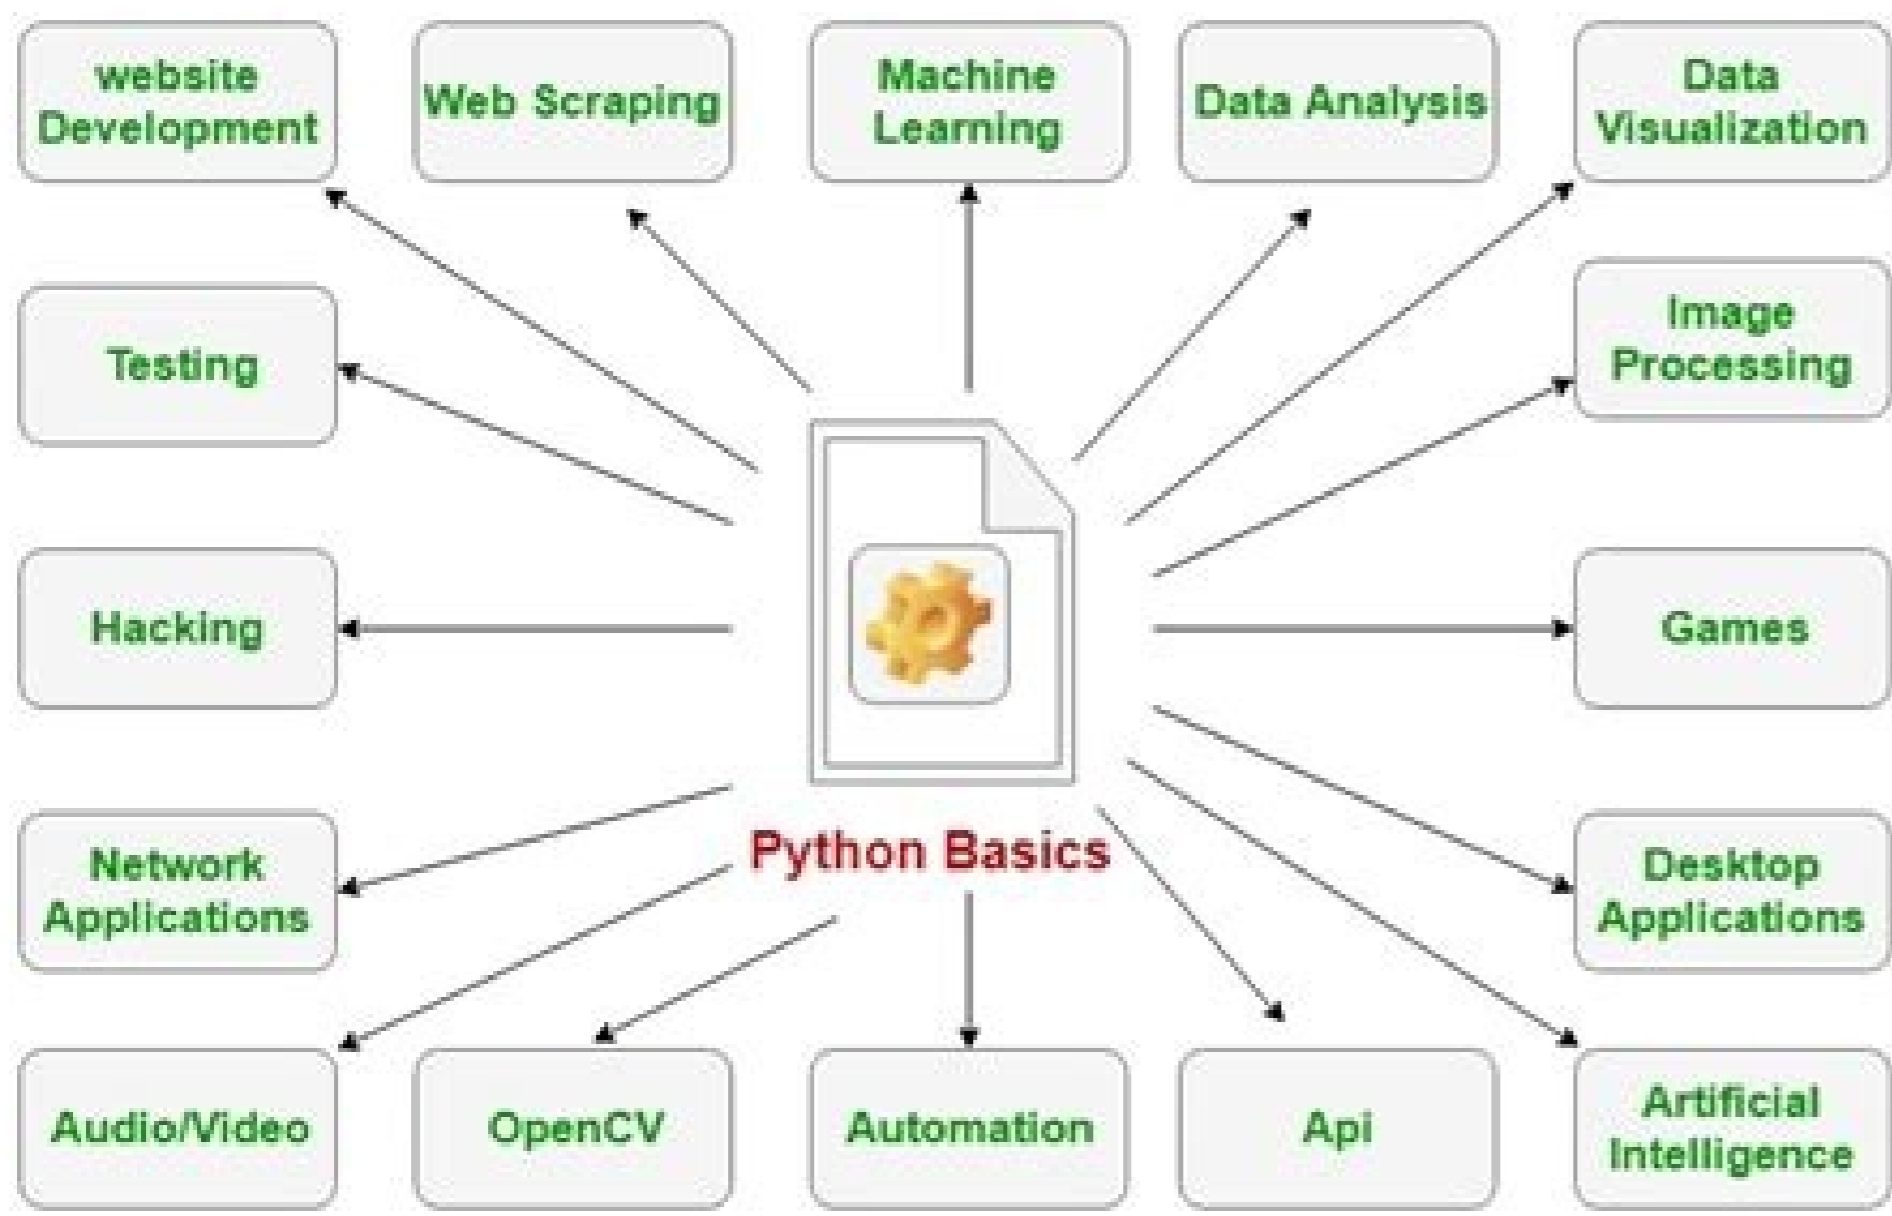 website
Development
Web Scraping
Machine
Learning
Data Analysis
Data
Visualization
Testing
Image
Processing
Hacking
Games
Network
Applications
Python Basics
Desktop
Applications
Audio/Video
OpenCV
Automation
Api
Artificial
Intelligence